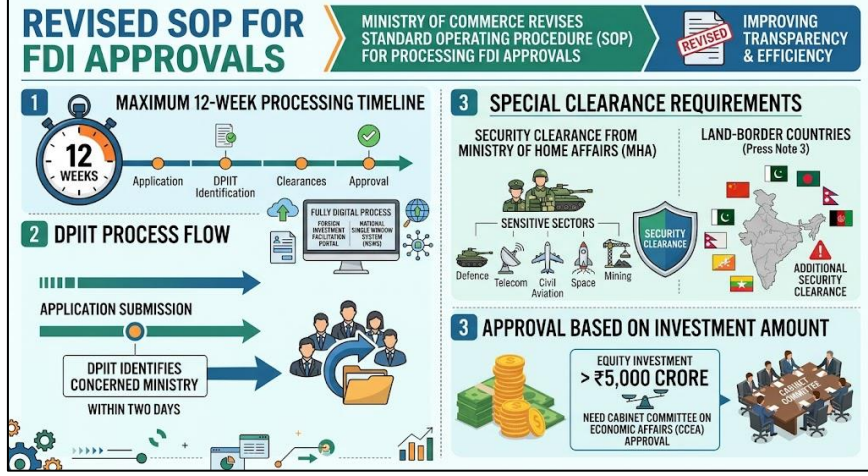 REVISED SOP FOR
FDI APPROVALS
MINISTRY OF COMMERCE REVISES
STANDARD OPERATING PROCEDURE (SOP)
FOR PROCESSING FDI APPROVALS
REVISED
IMPROVING
TRANSPARENCY
& EFFICIENCY
1
MAXIMUM 12-WEEK PROCESSING TIMELINE
12
WEEKS
Application
DPIIT
Identification
Clearances
Approval
FULLY DIGITAL PROCESS
FOREIGN
INVESTMENT
FACILITATION
PORTAL
NATIONAL
SINGLE WINDOW
SYSTEM
(NSWS)
2
DPIIT PROCESS FLOW
APPLICATION SUBMISSION
DPIIT IDENTIFIES
CONCERNED MINISTRY
WITHIN TWO DAYS
3
SPECIAL CLEARANCE REQUIREMENTS
SECURITY CLEARANCE FROM
MINISTRY OF HOME AFFAIRS (MHA)
SENSITIVE SECTORS
Defence
Telecom
Civil
Aviation
Space
Mining
SECURITY
CLEARANCE
LAND-BORDER COUNTRIES
(Press Note 3)
ADDITIONAL
SECURITY
CLEARANCE
3
APPROVAL BASED ON INVESTMENT AMOUNT
EQUITY INVESTMENT
> ₹5,000 CRORE
NEED CABINET COMMITTEE ON
ECONOMIC AFFAIRS (CCEA)
APPROVAL
CABINET
COMMITTEE